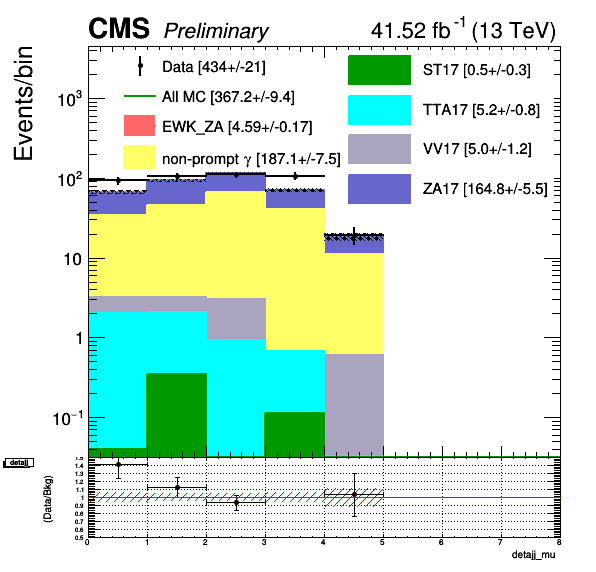 CMS Preliminary 41.52 fb⁻¹ (13 TeV)
Events/bin
Data [434+/-21]
All MC [367.2+/-9.4]
EWK_ZA [4.59+/-0.17]
non-prompt γ [187.1+/-7.5]
ST17 [0.5+/-0.3]
TTA17 [5.2+/-0.8]
VV17 [5.0+/-1.2]
ZA17 [164.8+/-5.5]
10³
10²
10
1
10⁻¹
detajj
(Data/Bkg)
1.5
1.4
1.3
1.2
1.1
1
0.9
0.8
0.7
0.6
0.5
0 1 2 3 4 5 6 7 8
detajj_mu